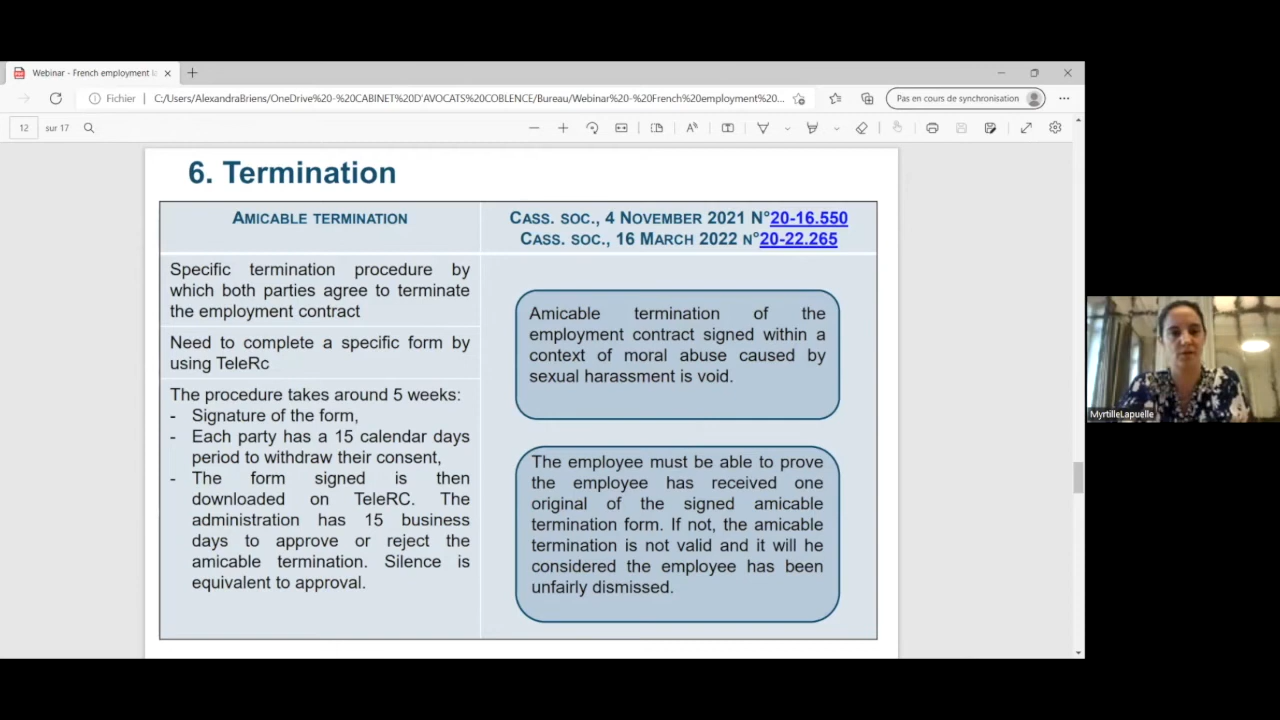 Webinar - French employment l
Fichier
C:/Users/AlexandraBriens/OneDrive%20-%20CABINET%20D'AVOCATS%20COBLENCE/Bureau/Webinar%20-%20French%20employment%20...
Pas en cours de synchronisation
12 sur 17
6. Termination
AMICABLE TERMINATION
Specific termination procedure by
which both parties agree to terminate
the employment contract
Need to complete a specific form by
using TeleRc
The procedure takes around 5 weeks:
- Signature of the form,
- Each party has a 15 calendar days
period to withdraw their consent,
- The form signed is then
downloaded on TeleRC. The
administration has 15 business
days to approve or reject the
amicable termination. Silence is
equivalent to approval.
CASS. SOC., 4 NOVEMBER 2021 N°20-16.550
CASS. SOC., 16 MARCH 2022 N°20-22.265
Amicable termination of the
employment contract signed within a
context of moral abuse caused by
sexual harassment is void.
The employee must be able to prove
the employee has received one
original of the signed amicable
termination form. If not, the amicable
termination is not valid and it will he
considered the employee has been
unfairly dismissed.
MyrtilleLapuelle